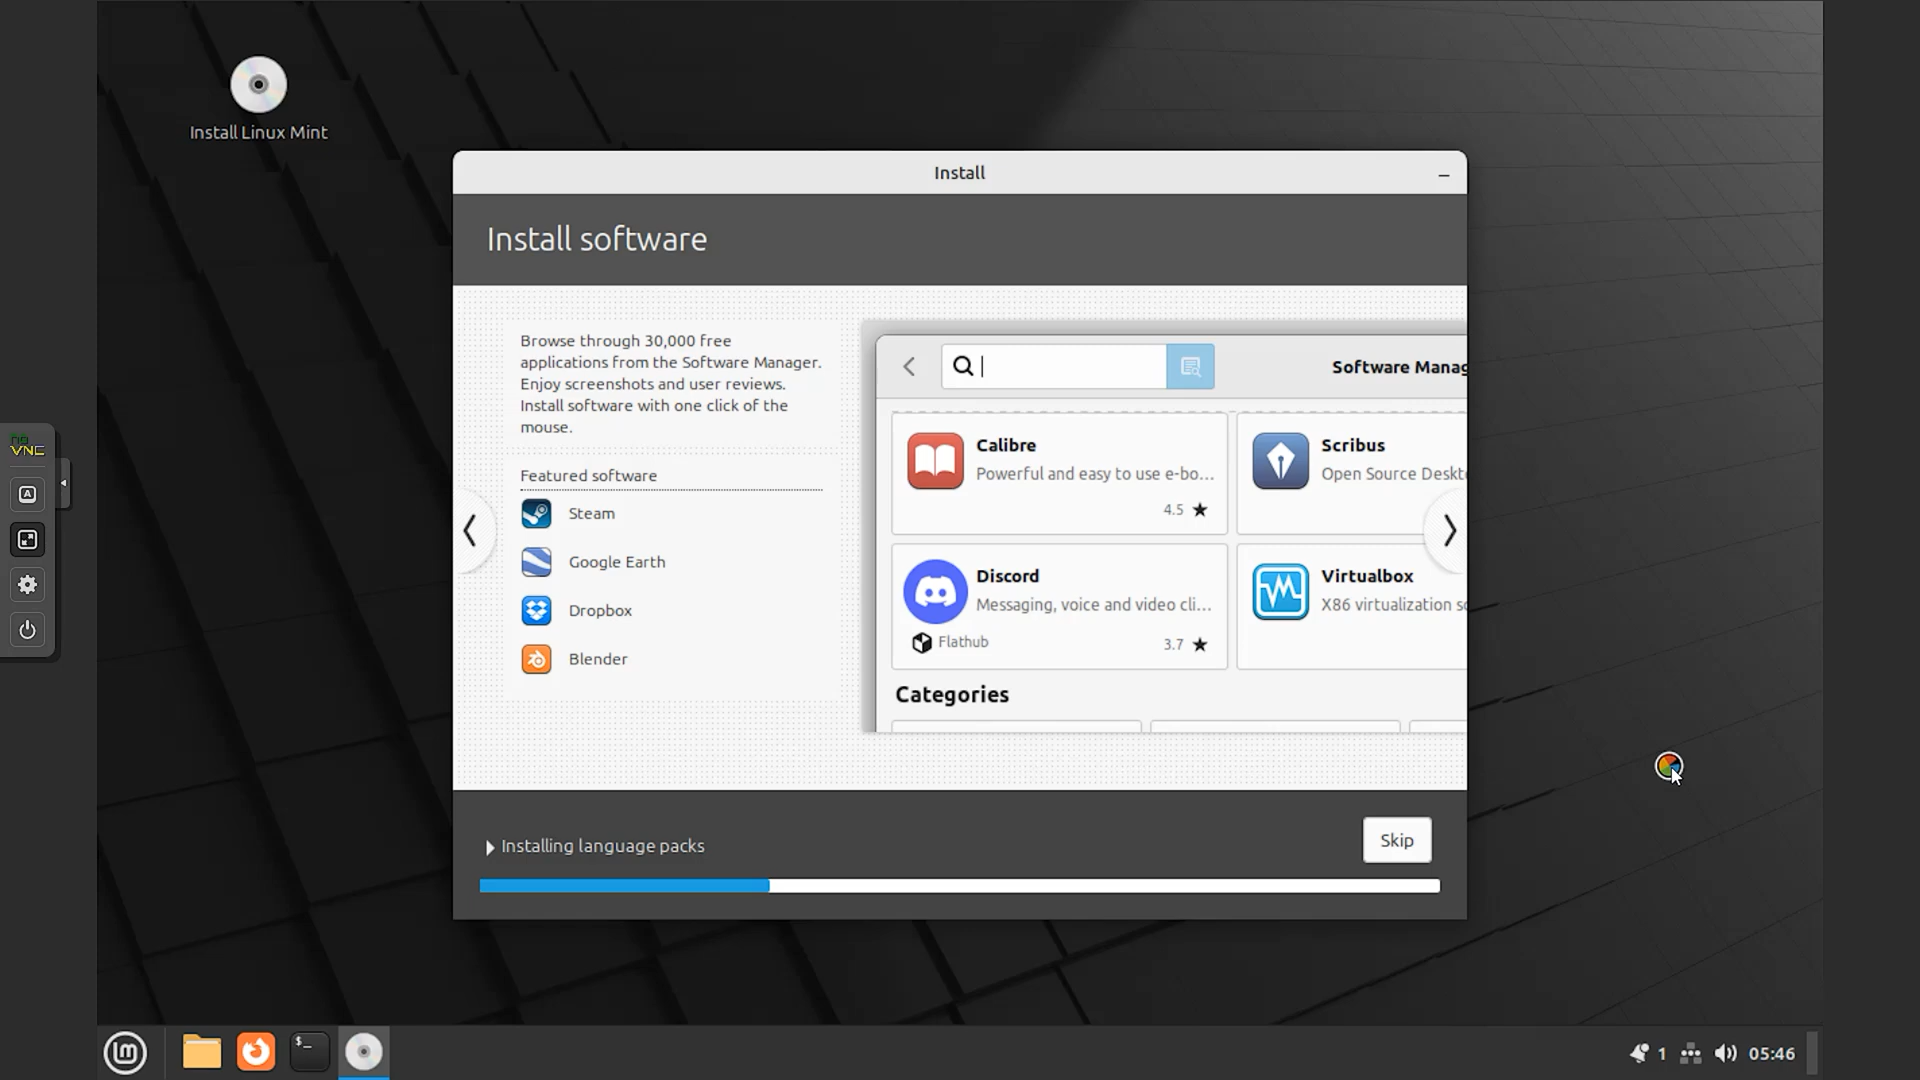 Install Linux Mint
Install
Install software
Browse through 30,000 free
applications from the Software Manager.
Enjoy screenshots and user reviews.
Install software with one click of the
mouse.
Featured software
Steam
Google Earth
Dropbox
Blender
Software Manag
Calibre
Powerful and easy to use e-bo...
4.5 ★
Scribus
Open Source Deskt
Discord
Messaging, voice and video cli...
Flathub
3.7 ★
Virtualbox
X86 virtualization so
Categories
Installing language packs
Skip
no
VNC
A
$_
1
05:46